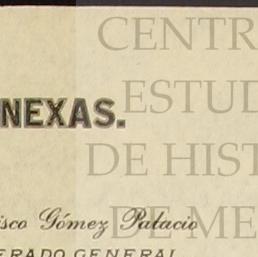 CENTR
ESTUD
NEXAS.
DE HIST
isco Gómez Palacio
DE ME
ERADO GENERAL